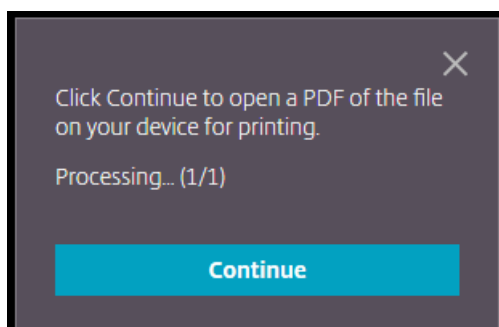 Click Continue to open a PDF of the file
on your device for printing.
Processing... (1/1)
Continue